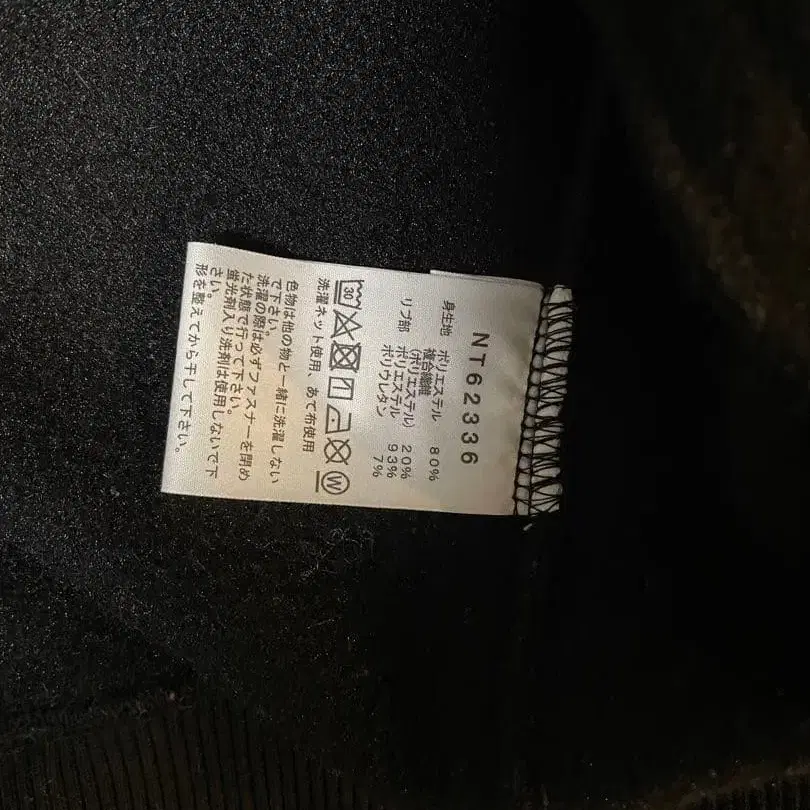 NT62336
身生地 ポリエステル 80%
複合繊維
(ポリエステル) 20%
リブ部 ポリエステル 93%
ポリウレタン 7%
30 W
洗濯ネット使用、あて布使用
色物は他の物と一緒に洗濯しない
で下さい。
洗濯の際は必ずファスナーを閉め
た状態で行って下さい。
蛍光剤入り洗剤は使用しないで下
さい。
形を整えてから干して下さい。